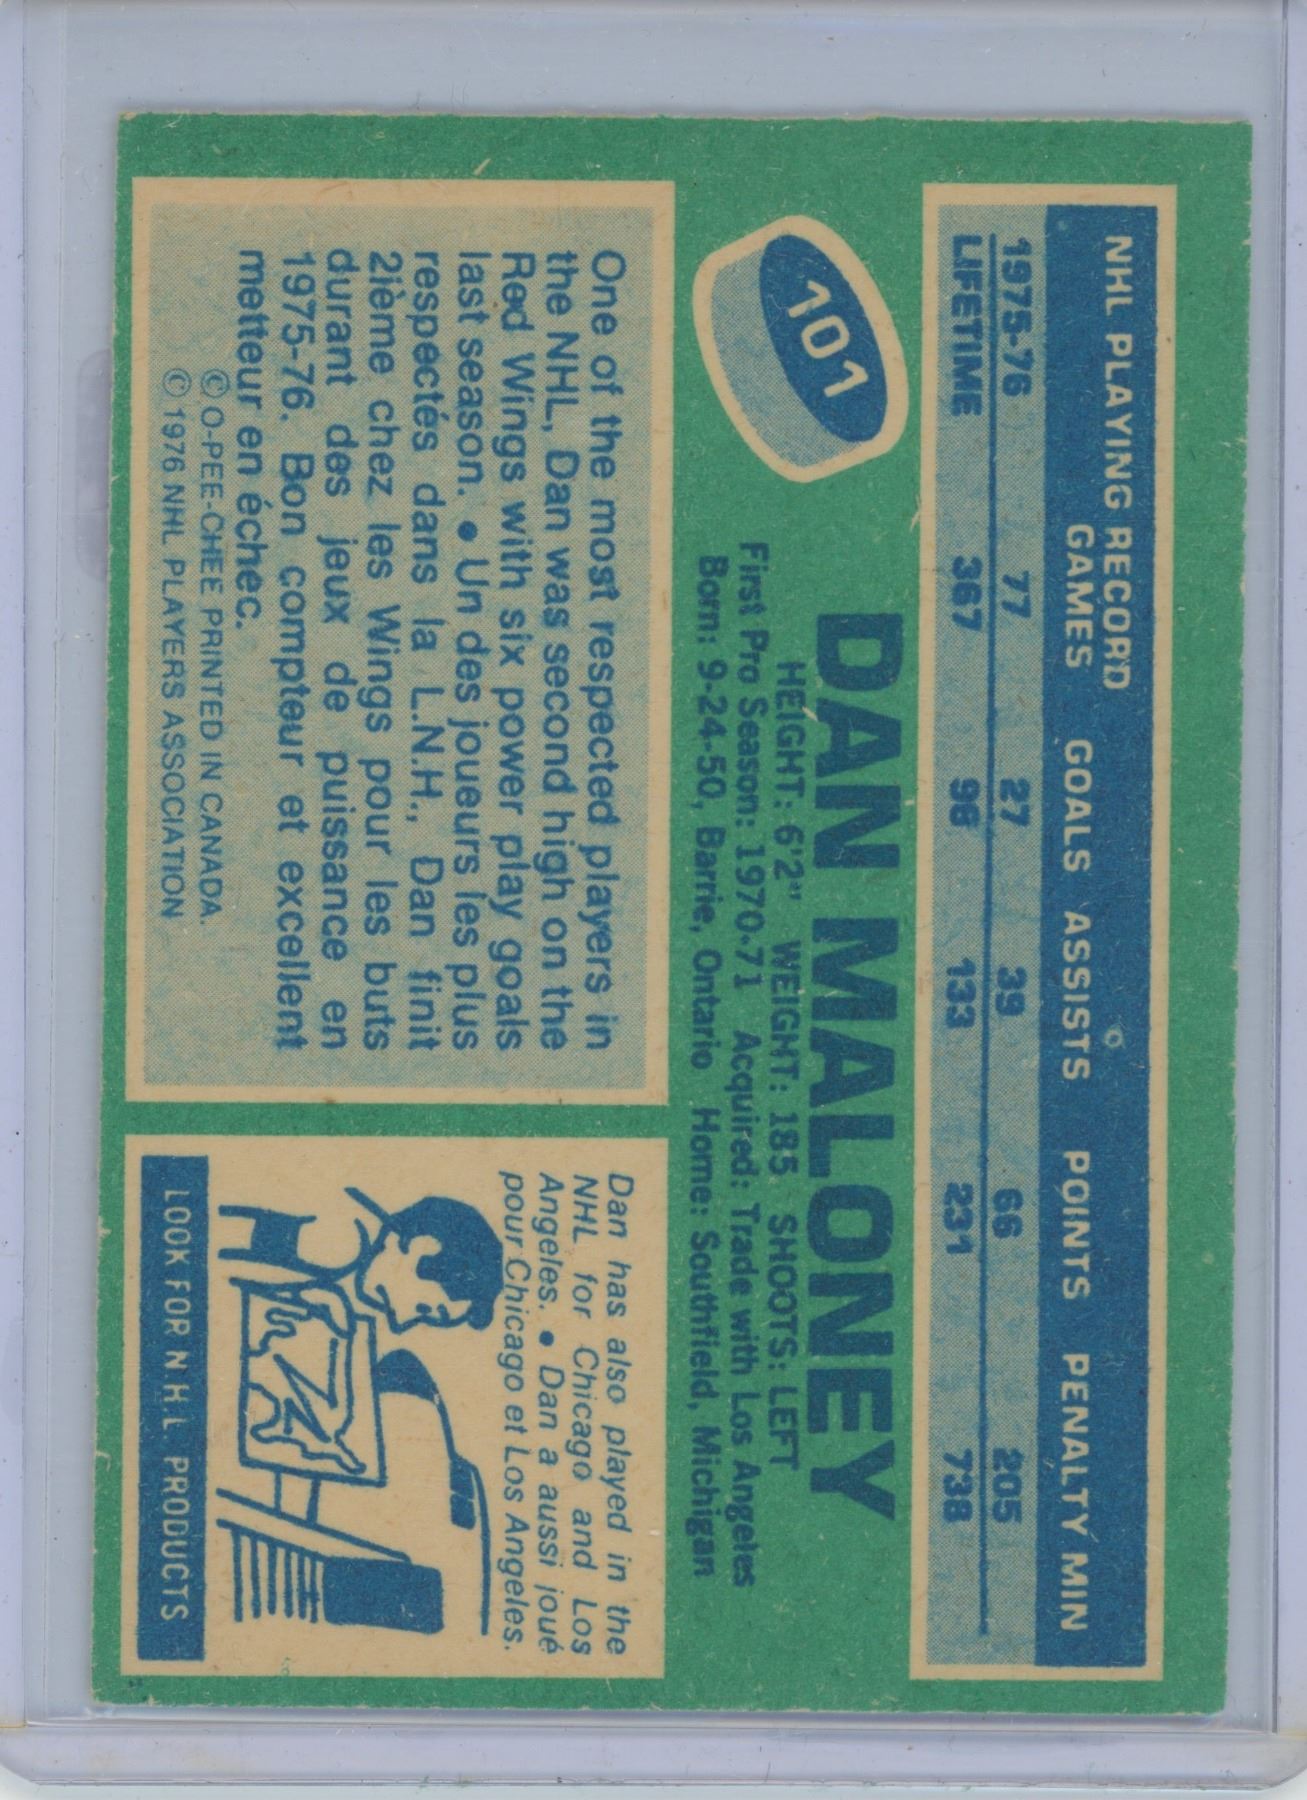 NHL PLAYING RECORD
GAMES GOALS ASSISTS POINTS PENALTY MIN
1975-76 77 27 39 66 205
LIFETIME 367 98 133 231 738
101
DAN MALONEY
HEIGHT: 6'2" WEIGHT: 185 SHOOTS: LEFT
First Pro Season: 1970-71 Acquired: Trade with Los Angeles
Born: 9-24-50, Barrie, Ontario Home: Southfield, Michigan
One of the most respected players in
the NHL, Dan was second high on the
Red Wings with six power play goals
last season. • Un des joueurs les plus
respectés dans la L.N.H., Dan finit
2ième chez les Wings pour les buts
durant des jeux de puissance en
1975-76. Bon compteur et excellent
metteur en échec.
© O-PEE-CHEE PRINTED IN CANADA.
© 1976 NHL PLAYERS ASSOCIATION
Dan has also played in the
NHL for Chicago and Los
Angeles. • Dan a aussi joué
pour Chicago et Los Angeles.
LOOK FOR N.H.L. PRODUCTS